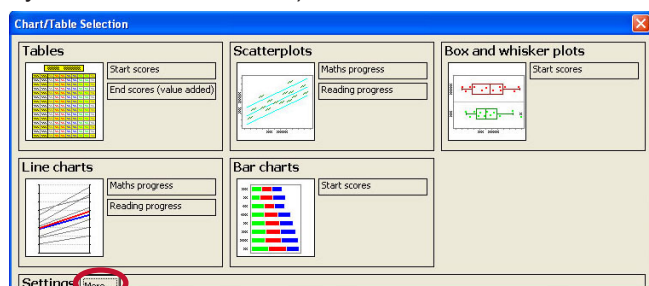 Chart/Table Selection
Tables
Start scores
End scores (value added)
Scatterplots
Maths progress
Reading progress
Box and whisker plots
Start scores
Line charts
Maths progress
Reading progress
Bar charts
Start scores
Settings
More...